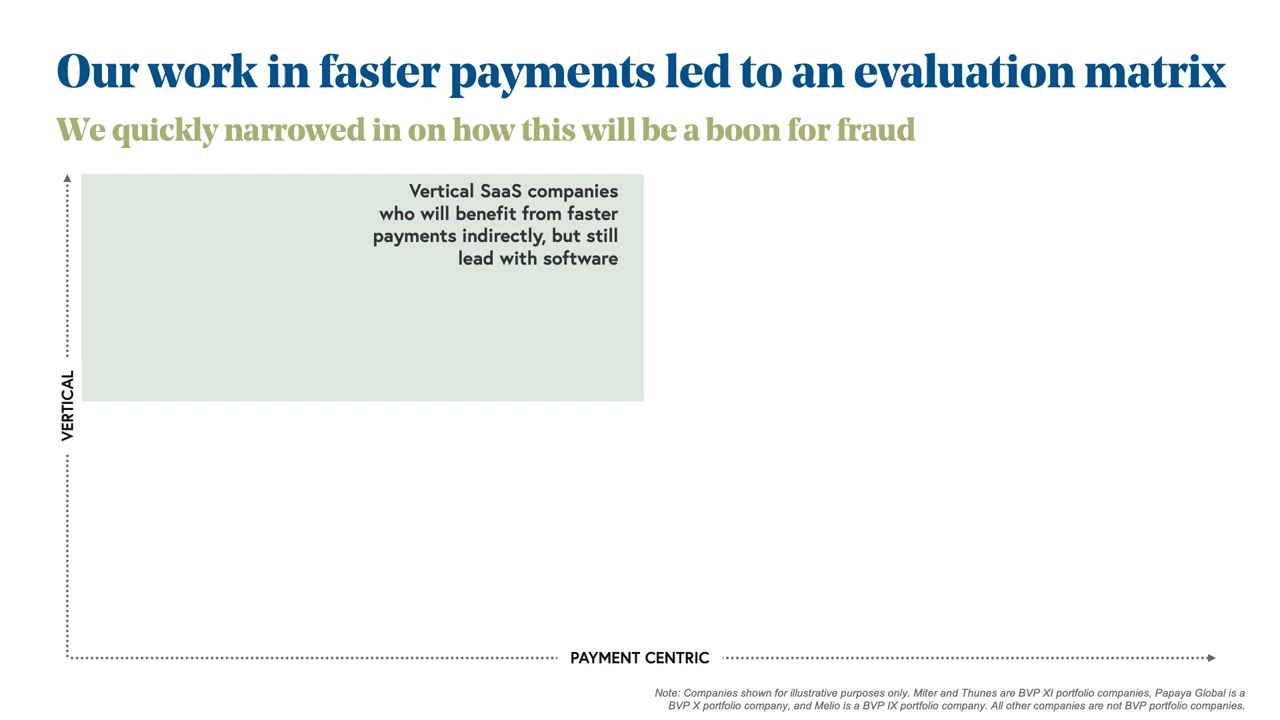 Our work in faster payments led to an evaluation matrix
We quickly narrowed in on how this will be a boon for fraud
Vertical SaaS companies
who will benefit from faster
payments indirectly, but still
lead with software
VERTICAL
PAYMENT CENTRIC
Note: Companies shown for illustrative purposes only. Miter and Thunes are BVP XI portfolio companies, Papaya Global is a
BVP X portfolio company, and Melio is a BVP IX portfolio company. All other companies are not BVP portfolio companies.